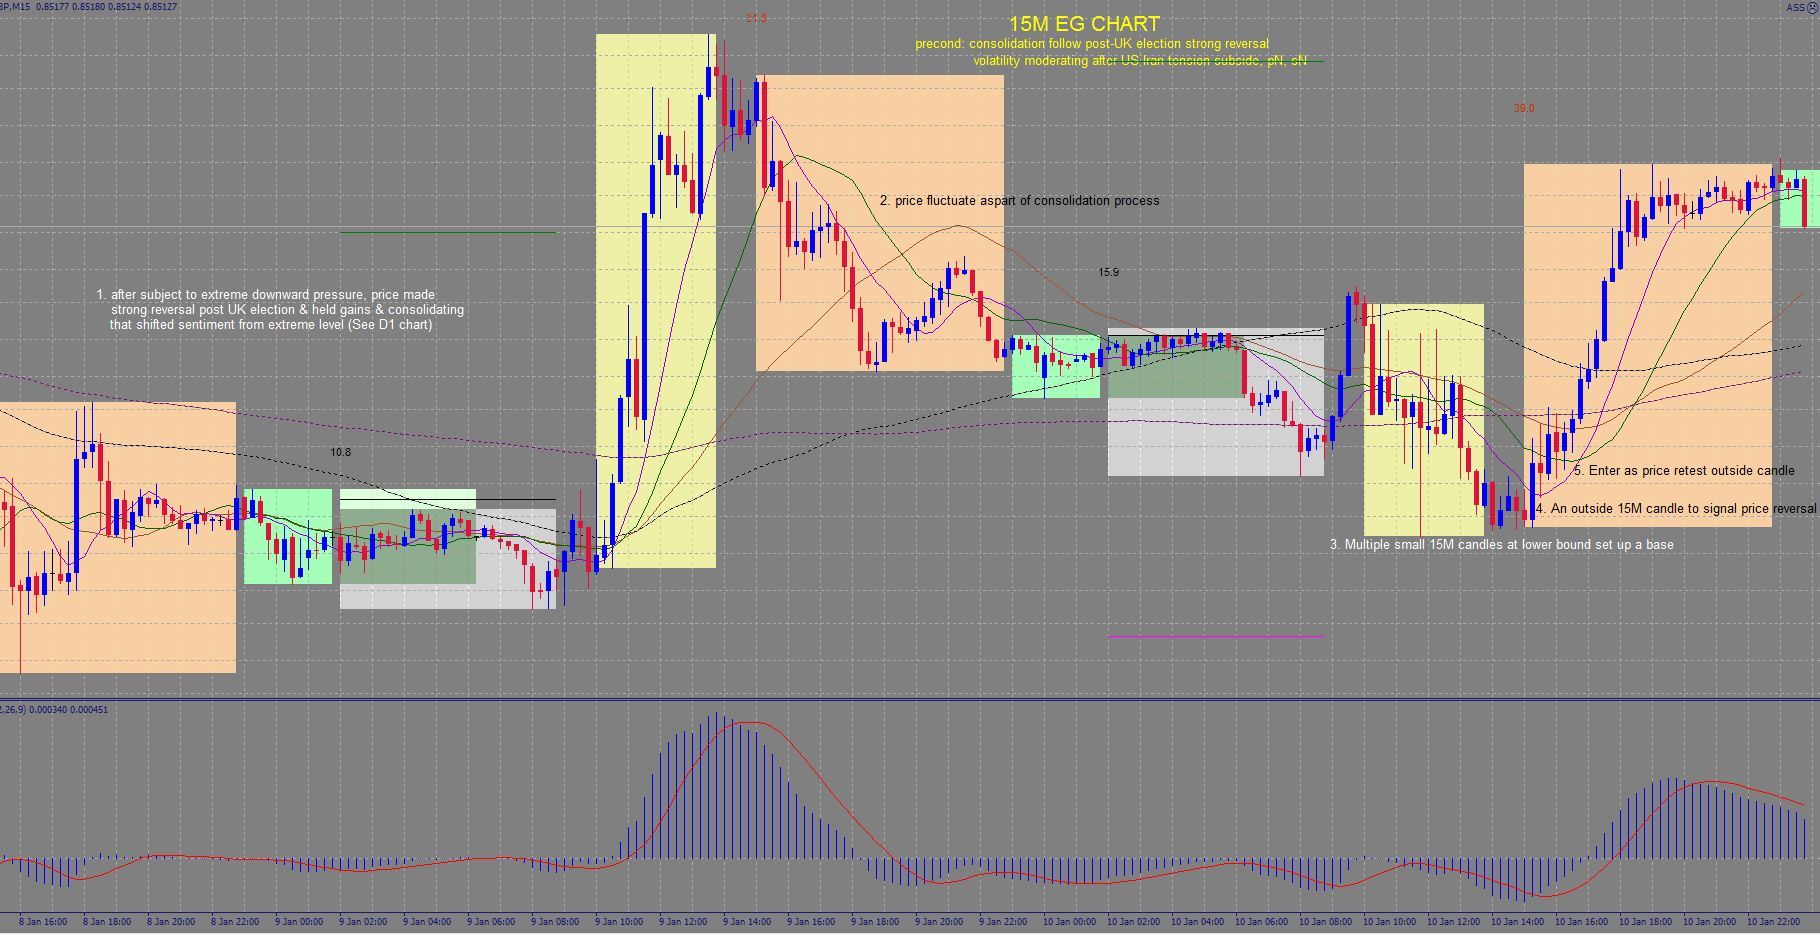 BP,M15 0.85177 0.85180 0.85124 0.85127
ASS
31.9
15M EG CHART
precond: consolidation follow post-UK election strong reversal
volatility moderating after US Iran tension subside, pN, sN
39.0
2. price fluctuate aspart of consolidation process
15.9
1. after subject to extreme downward pressure, price made
strong reversal post UK election & held gains & consolidating
that shifted sentiment from extreme level (See D1 chart)
10.8
5. Enter as price retest outside candle
4. An outside 15M candle to signal price reversal
3. Multiple small 15M candles at lower bound set up a base
2,26,9) 0.000340 0.000451
8 Jan 16:00 8 Jan 18:00 8 Jan 20:00 8 Jan 22:00 9 Jan 00:00 9 Jan 02:00 9 Jan 04:00 9 Jan 06:00 9 Jan 08:00 9 Jan 10:00 9 Jan 12:00 9 Jan 14:00 9 Jan 16:00 9 Jan 18:00 9 Jan 20:00 9 Jan 22:00 10 Jan 00:00 10 Jan 02:00 10 Jan 04:00 10 Jan 06:00 10 Jan 08:00 10 Jan 10:00 10 Jan 12:00 10 Jan 14:00 10 Jan 16:00 10 Jan 18:00 10 Jan 20:00 10 Jan 22:00